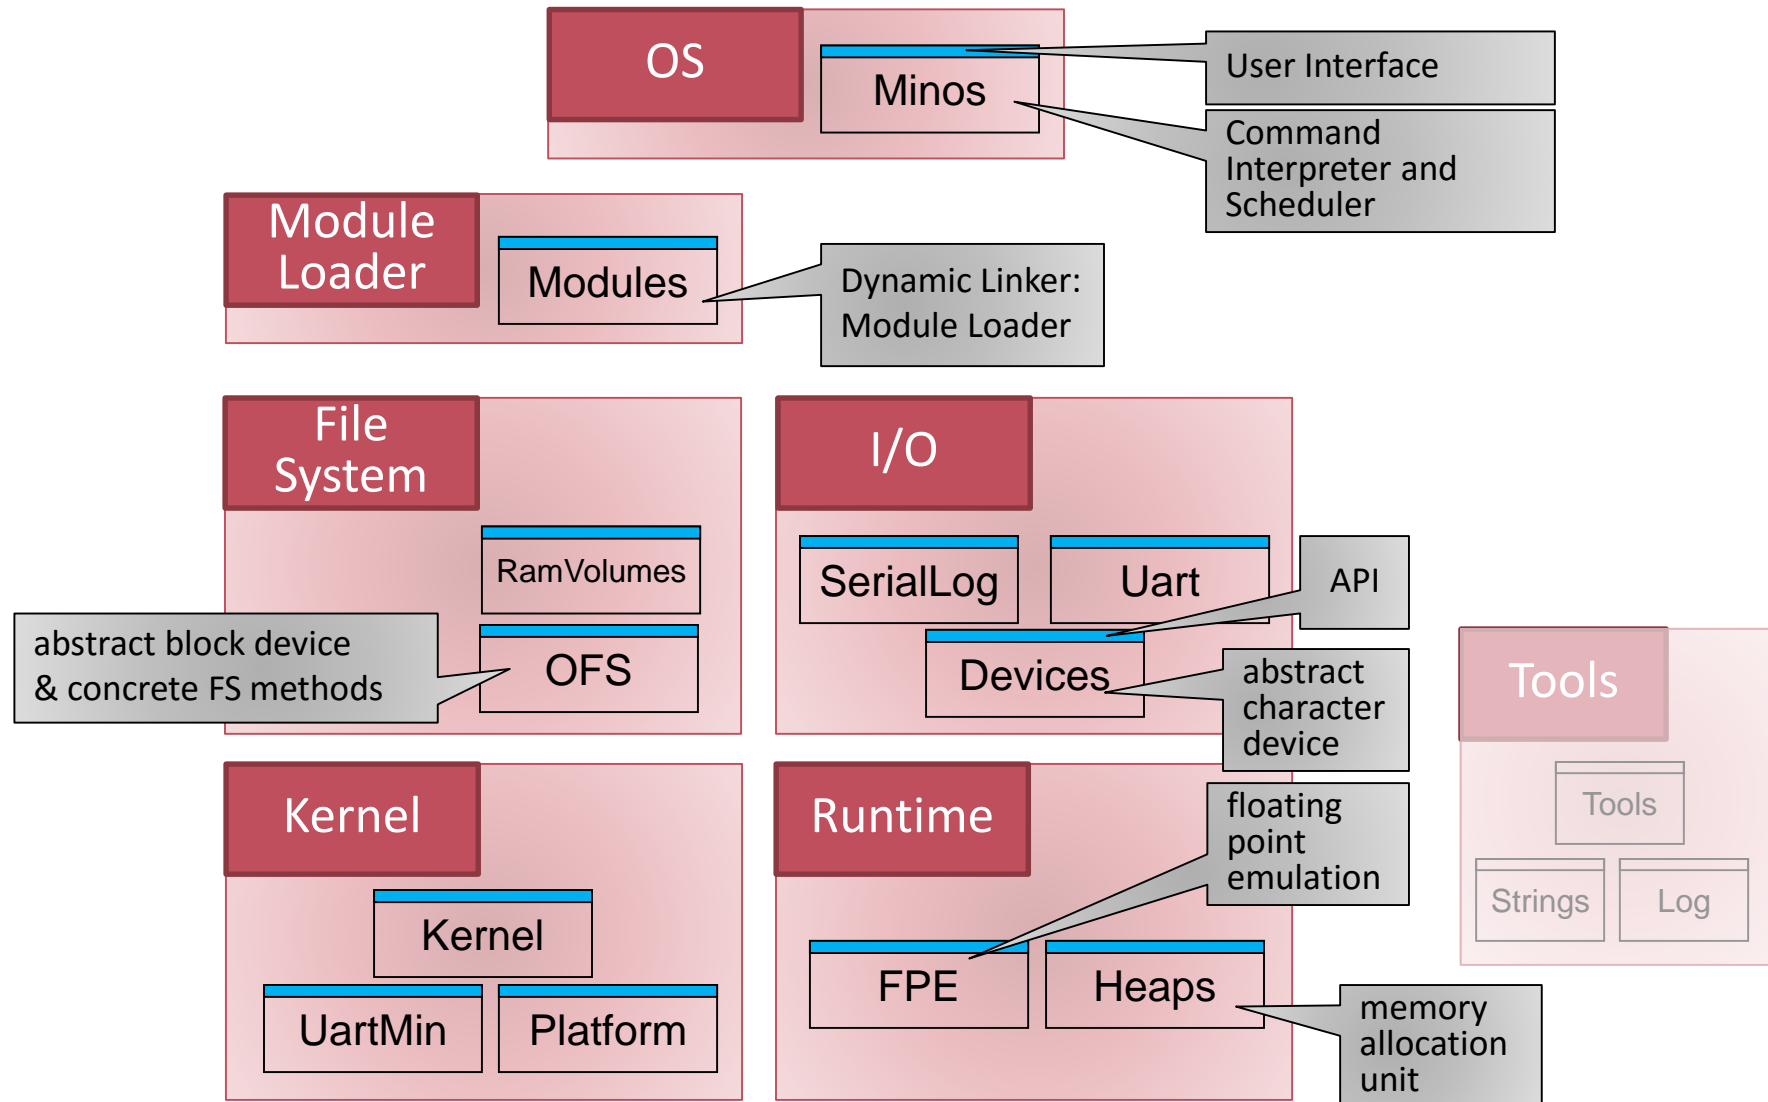 OS
Minos
User Interface
Command
Interpreter and
Scheduler
Module
Loader
Modules
Dynamic Linker:
Module Loader
File
System
RamVolumes
OFS
abstract block device
& concrete FS methods
I/O
SerialLog
Uart
Devices
API
abstract
character
device
Tools
Tools
Strings
Log
Kernel
Kernel
UartMin
Platform
Runtime
FPE
Heaps
floating
point
emulation
memory
allocation
unit